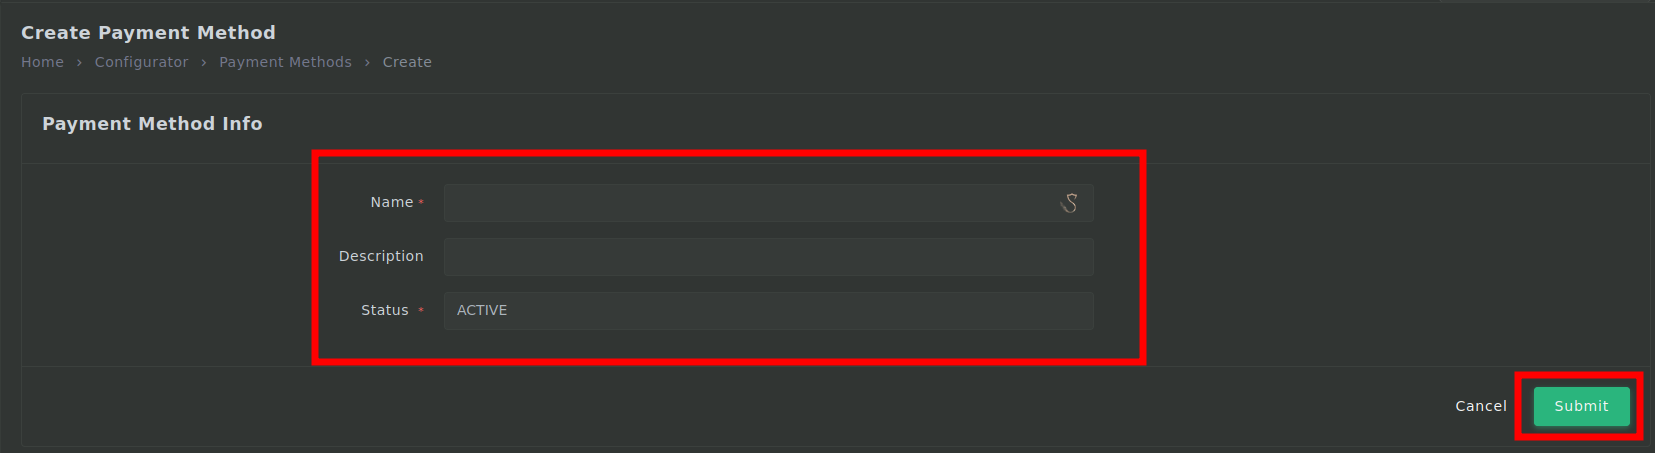 Create Payment Method
Home › Configurator › Payment Methods › Create
Payment Method Info
Name *
Description
Status * ACTIVE
Cancel Submit